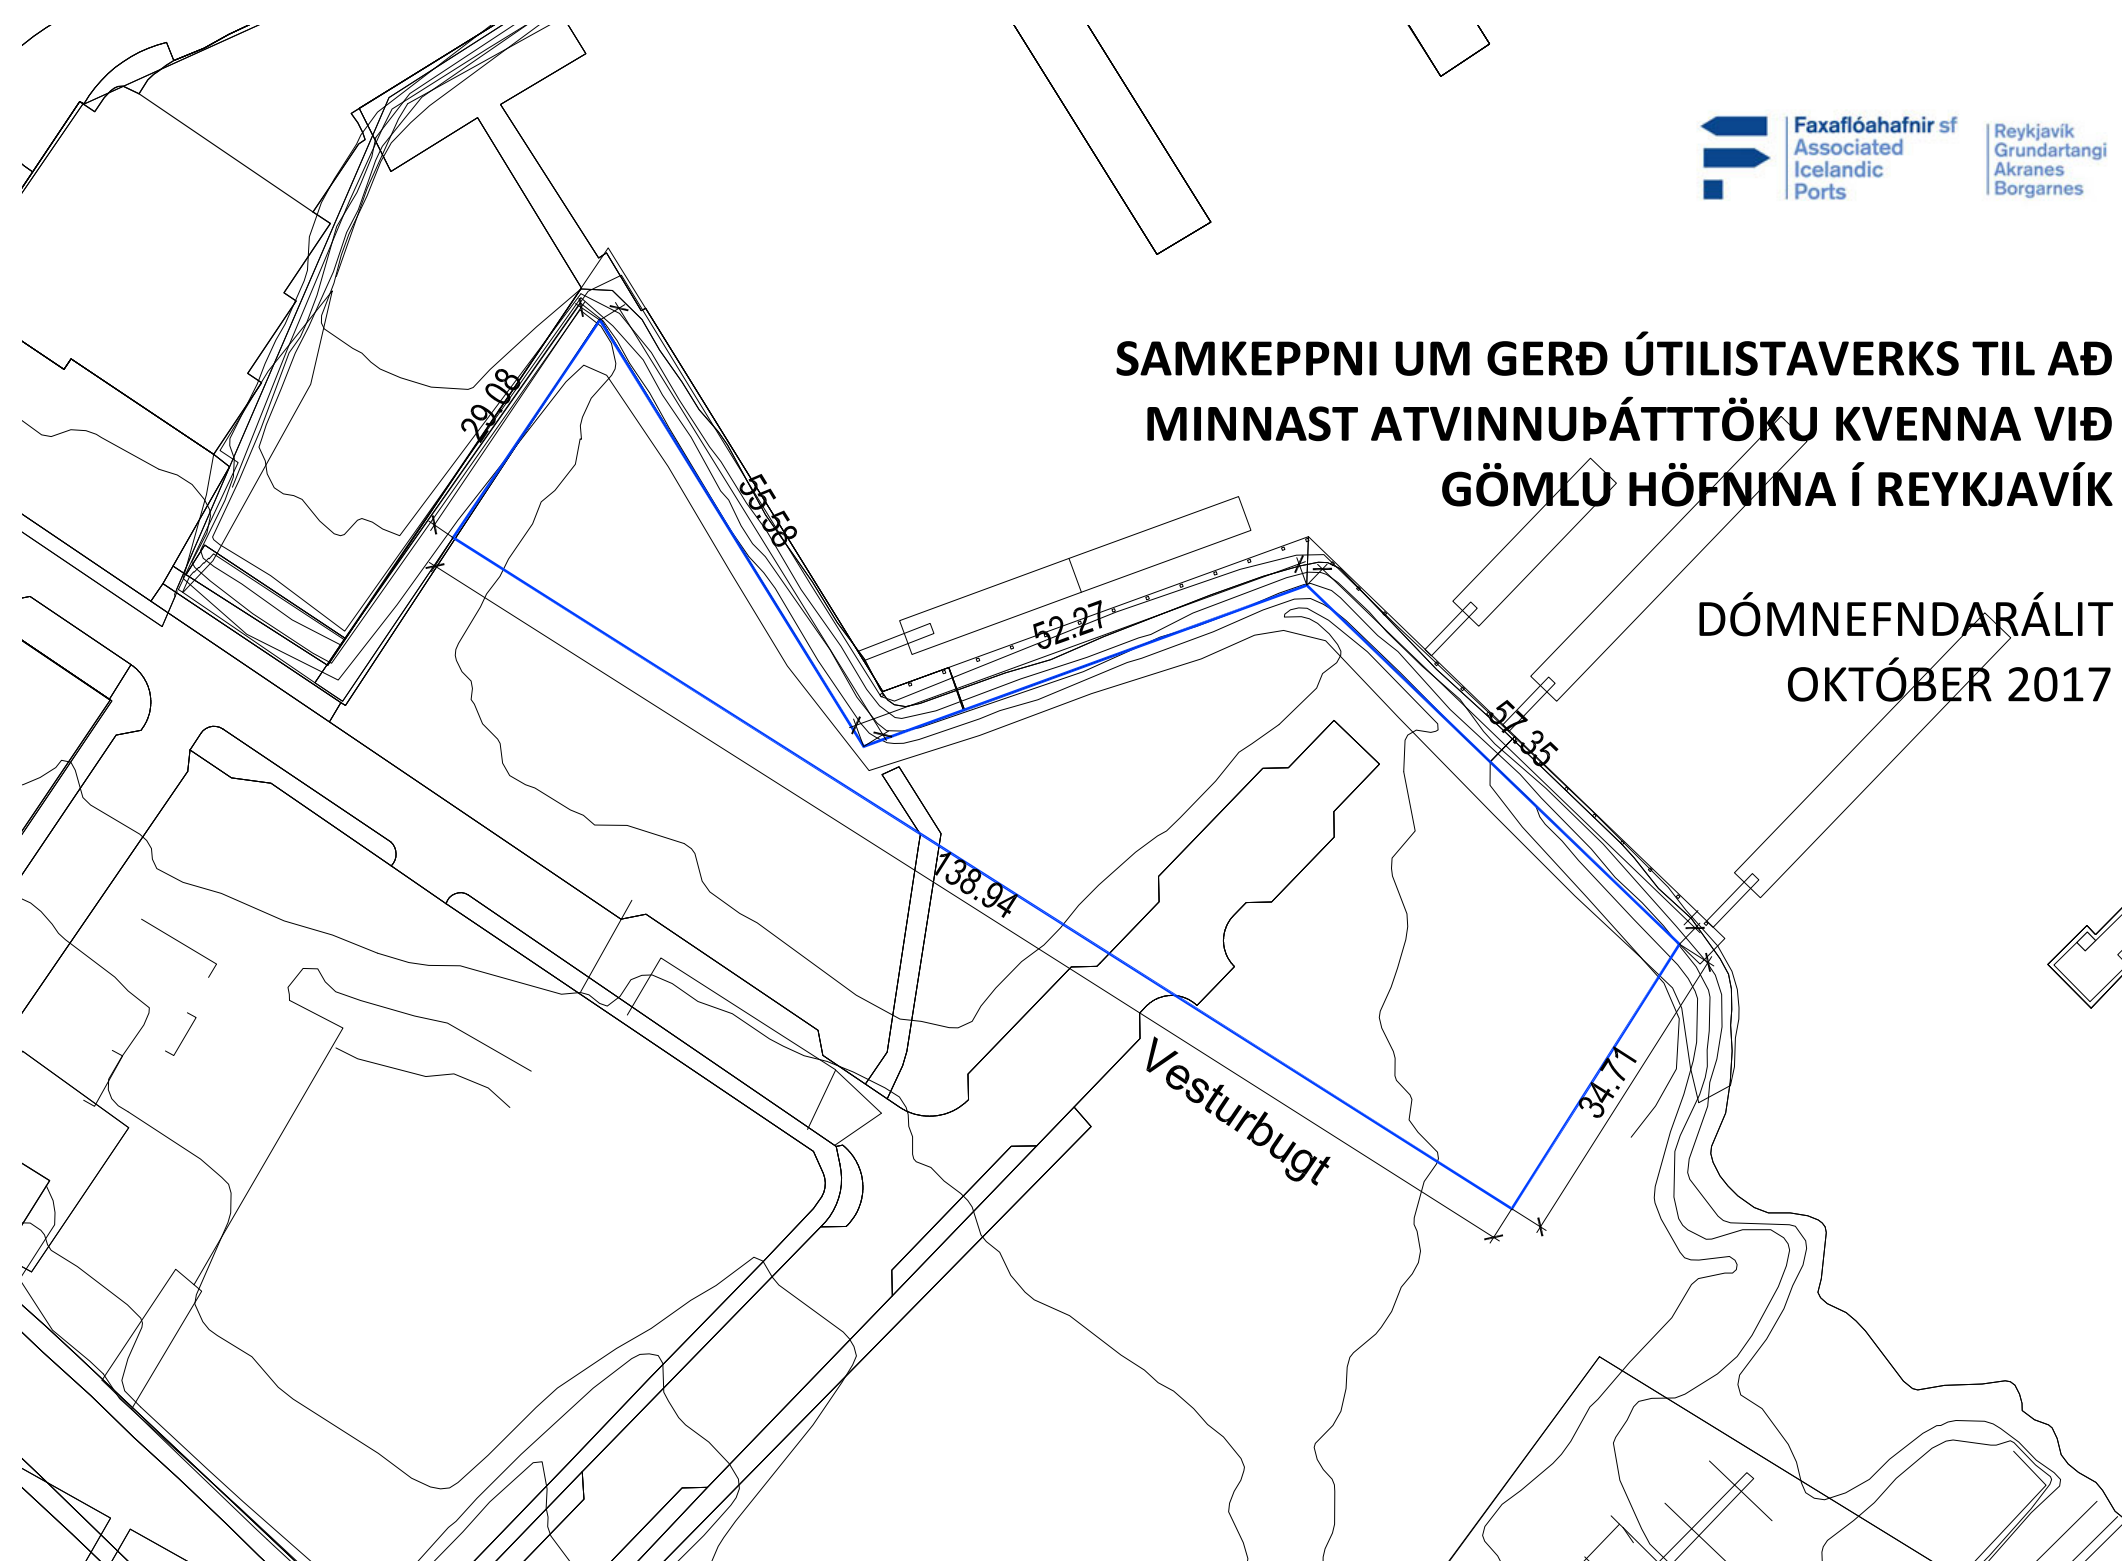 Faxaflóahafnir sf
Associated
Icelandic
Ports
Reykjavík
Grundartangi
Akranes
Borgarnes
SAMKEPPNI UM GERÐ ÚTILISTAVERKS TIL AÐ
MINNAST ATVINNUÞÁTTTÖKU KVENNA VIÐ
GÖMLU HÖFNINA Í REYKJAVÍK
DÓMNEFNDARÁLIT
OKTÓBER 2017
29.08
55.58
52.27
57.35
138.94
34.71
Vesturbugt